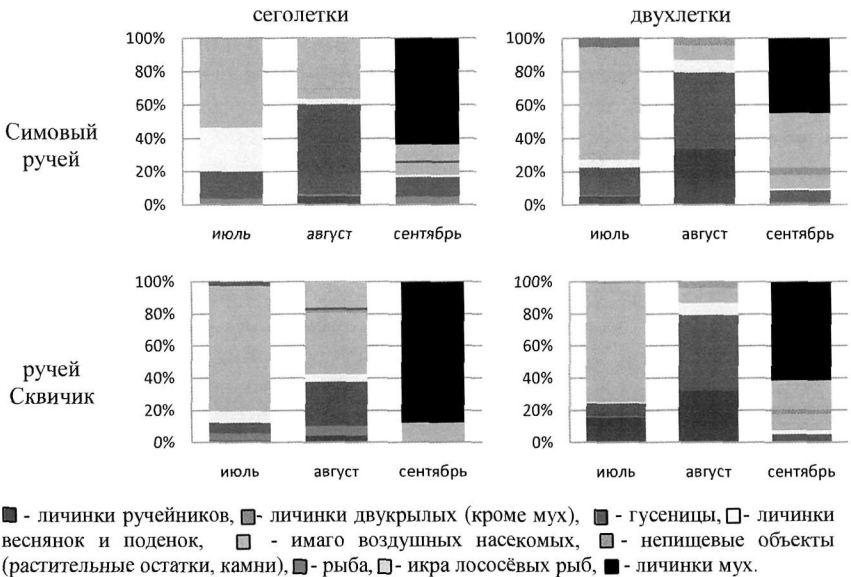 сеголетки
двухлетки
Симовый
ручей
100%
80%
60%
40%
20%
0%
июль
август
сентябрь
100%
80%
60%
40%
20%
0%
июль
август
сентябрь
ручей
Сквичик
100%
80%
60%
40%
20%
0%
июль
август
сентябрь
100%
80%
60%
40%
20%
0%
июль
август
сентябрь
- личинки ручейников, - личинки двукрылых (кроме мух), - гусеницы, - личинки
веснянок и поденок, - имаго воздушных насекомых, - непищевые объекты
(растительные остатки, камни), - рыба, - икра лососёвых рыб, - личинки мух.